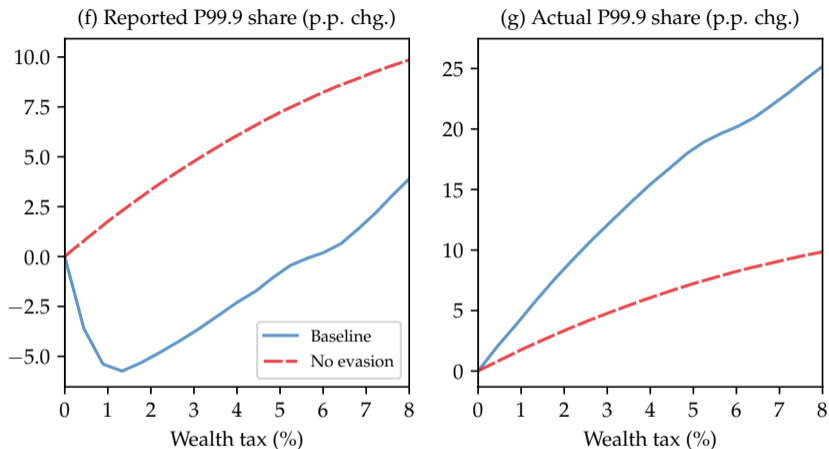 (f) Reported P99.9 share (p.p. chg.)
10.0
7.5
5.0
2.5
0.0
−2.5
−5.0
0 1 2 3 4 5 6 7 8
Wealth tax (%)
Baseline
No evasion
(g) Actual P99.9 share (p.p. chg.)
25
20
15
10
5
0
0 1 2 3 4 5 6 7 8
Wealth tax (%)